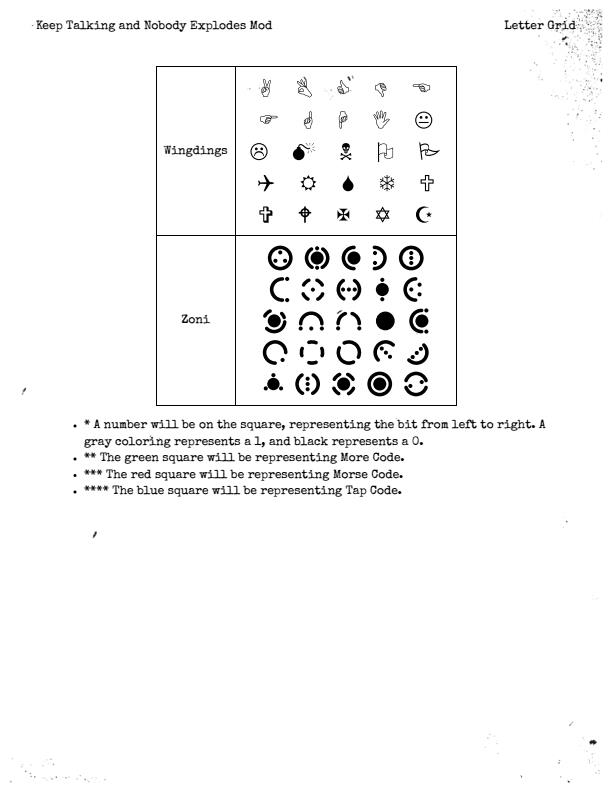 Keep Talking and Nobody Explodes Mod
Letter Grid
Wingdings
Zoni
• * A number will be on the square, representing the bit from left to right. A
gray coloring represents a 1, and black represents a 0.
• ** The green square will be representing More Code.
• *** The red square will be representing Morse Code.
• **** The blue square will be representing Tap Code.